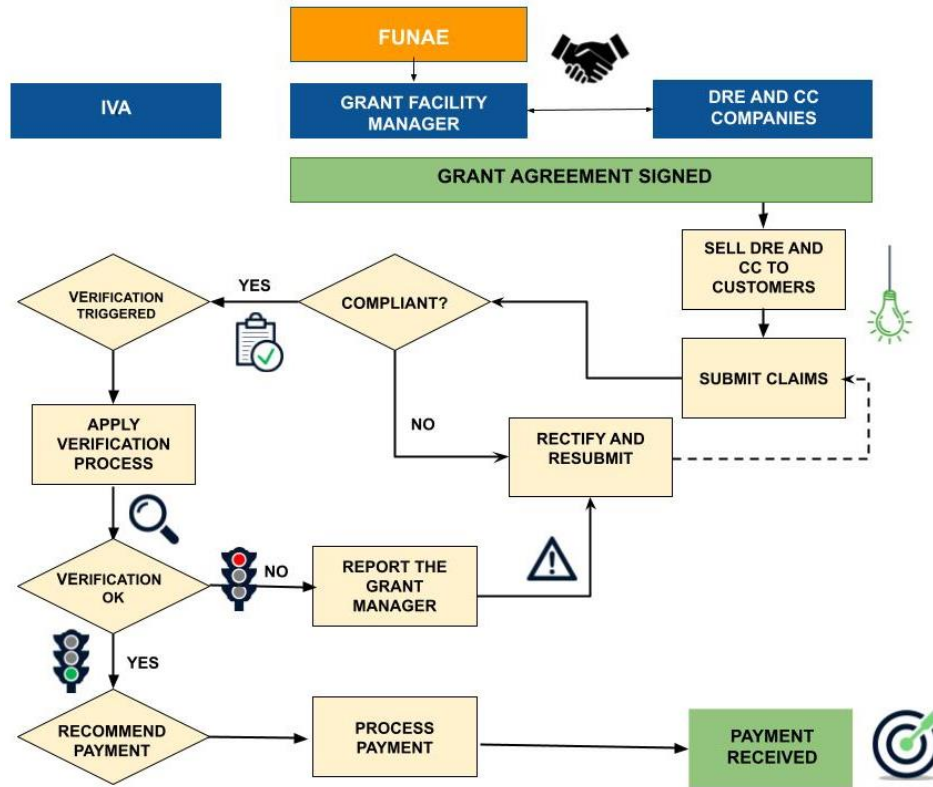 FUNAE
IVA
GRANT FACILITY
MANAGER
DRE AND CC
COMPANIES
GRANT AGREEMENT SIGNED
SELL DRE AND
CC TO
CUSTOMERS
VERIFICATION
TRIGGERED
YES
COMPLIANT?
SUBMIT CLAIMS
APPLY
VERIFICATION
PROCESS
NO
RECTIFY AND
RESUBMIT
VERIFICATION
OK
NO
REPORT THE
GRANT
MANAGER
YES
RECOMMEND
PAYMENT
PROCESS
PAYMENT
PAYMENT
RECEIVED